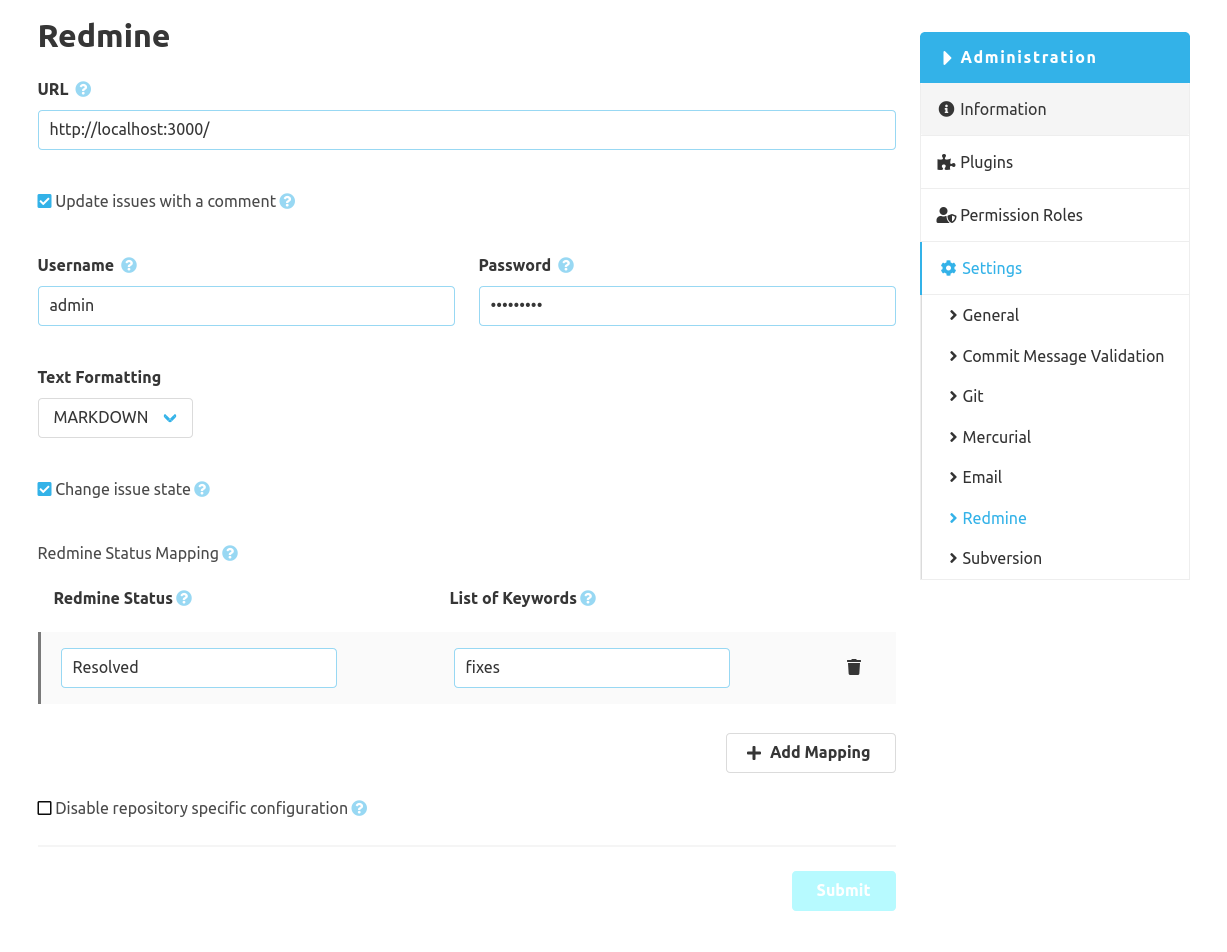 Redmine
URL
http://localhost:3000/
Update issues with a comment
Username
Password
admin
•••••••••
Text Formatting
MARKDOWN
Change issue state
Redmine Status Mapping
Redmine Status
List of Keywords
Resolved
fixes
Add Mapping
Disable repository specific configuration
Submit
Administration
Information
Plugins
Permission Roles
Settings
General
Commit Message Validation
Git
Mercurial
Email
Redmine
Subversion